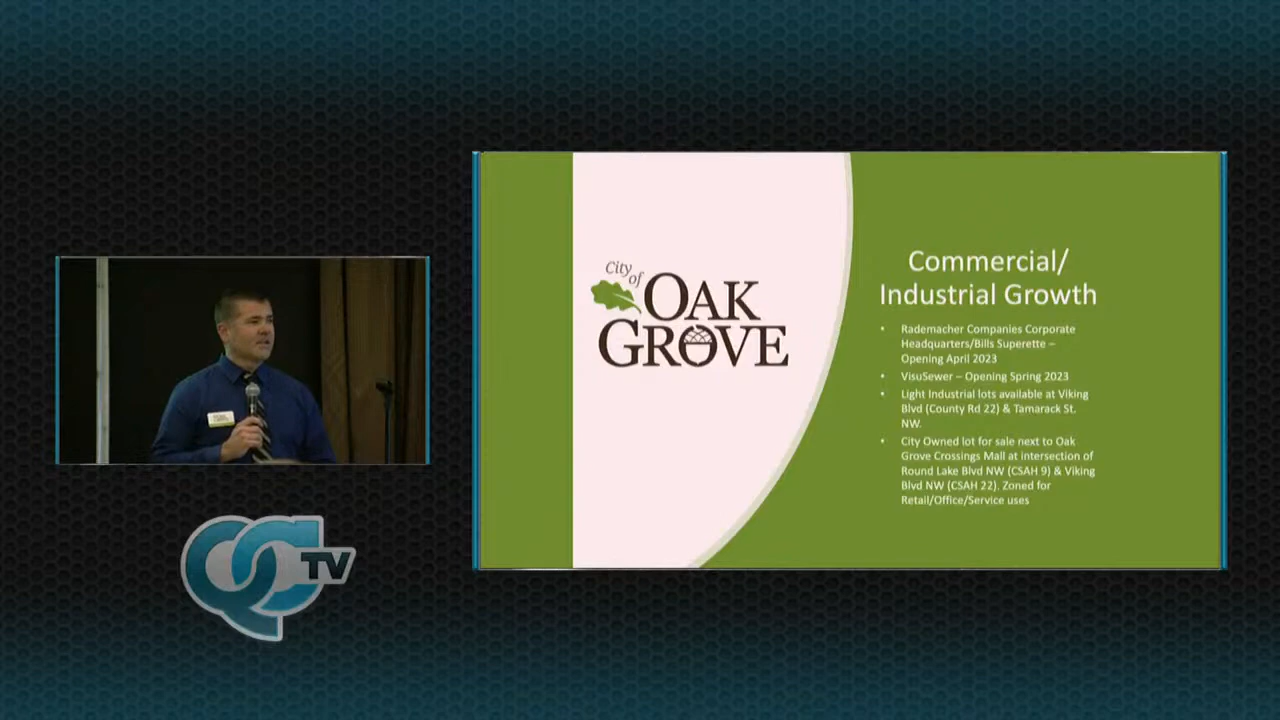 City
of
OAK
GROVE
Commercial/
Industrial Growth
• Rademacher Companies Corporate
Headquarters/Bills Superette –
Opening April 2023
• VisuSewer – Opening Spring 2023
• Light Industrial lots available at Viking
Blvd (County Rd 22) & Tamarack St.
NW.
• City Owned lot for sale next to Oak
Grove Crossings Mall at intersection of
Round Lake Blvd NW (CSAH 9) & Viking
Blvd NW (CSAH 22). Zoned for
Retail/Office/Service uses
QC
TV